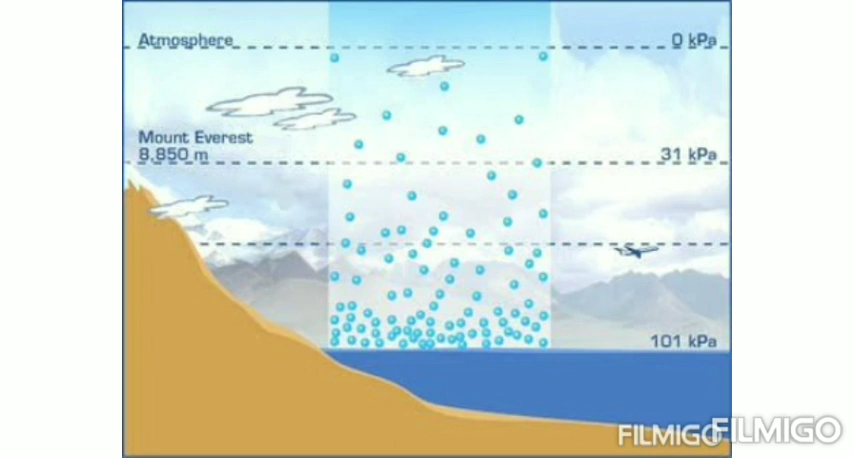 Atmosphere 0 kPa
Mount Everest
8,850 m 31 kPa
101 kPa
FILMIGO FILMIGO